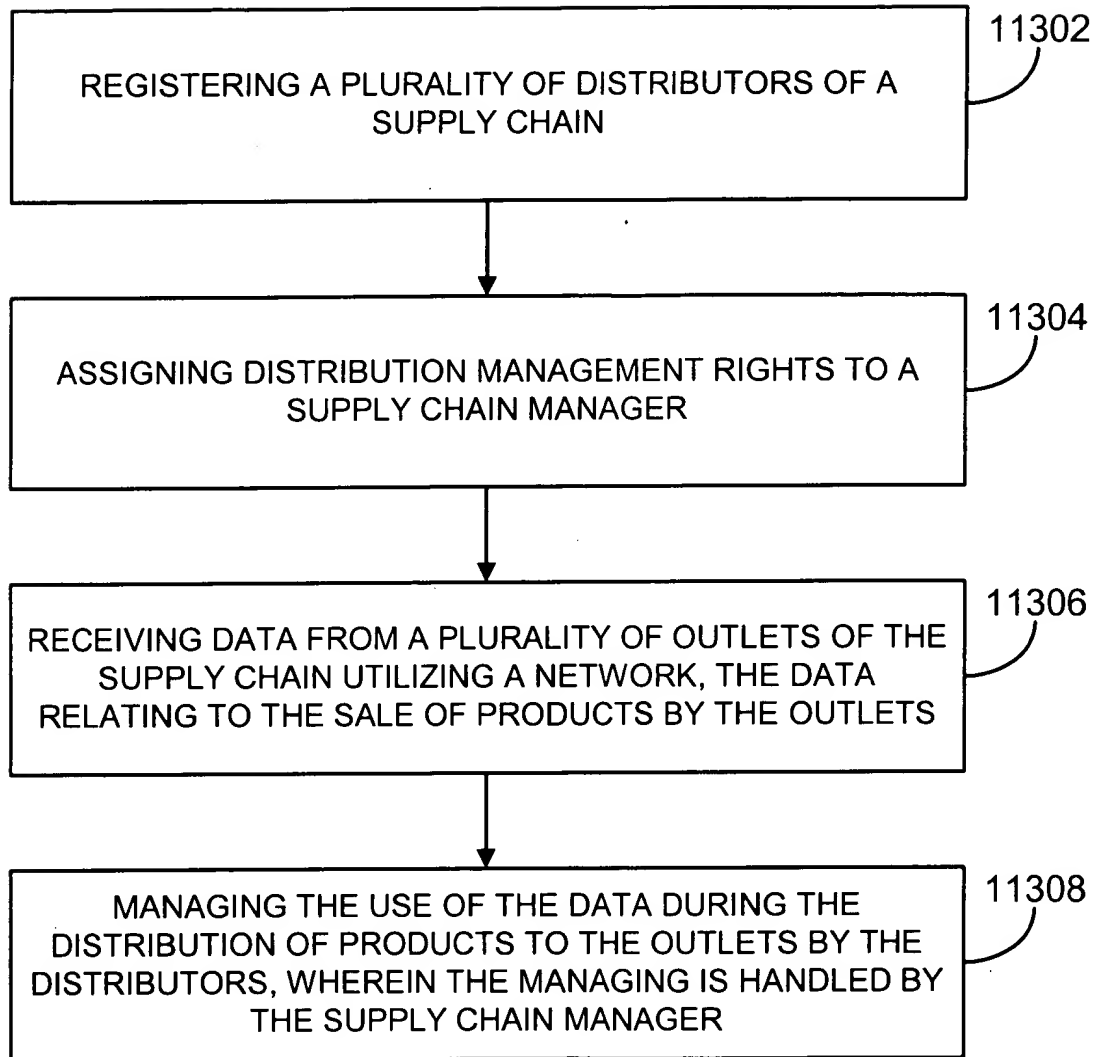 11302
REGISTERING A PLURALITY OF DISTRIBUTORS OF A
SUPPLY CHAIN
11304
ASSIGNING DISTRIBUTION MANAGEMENT RIGHTS TO A
SUPPLY CHAIN MANAGER
11306
RECEIVING DATA FROM A PLURALITY OF OUTLETS OF THE
SUPPLY CHAIN UTILIZING A NETWORK, THE DATA
RELATING TO THE SALE OF PRODUCTS BY THE OUTLETS
11308
MANAGING THE USE OF THE DATA DURING THE
DISTRIBUTION OF PRODUCTS TO THE OUTLETS BY THE
DISTRIBUTORS, WHEREIN THE MANAGING IS HANDLED BY
THE SUPPLY CHAIN MANAGER